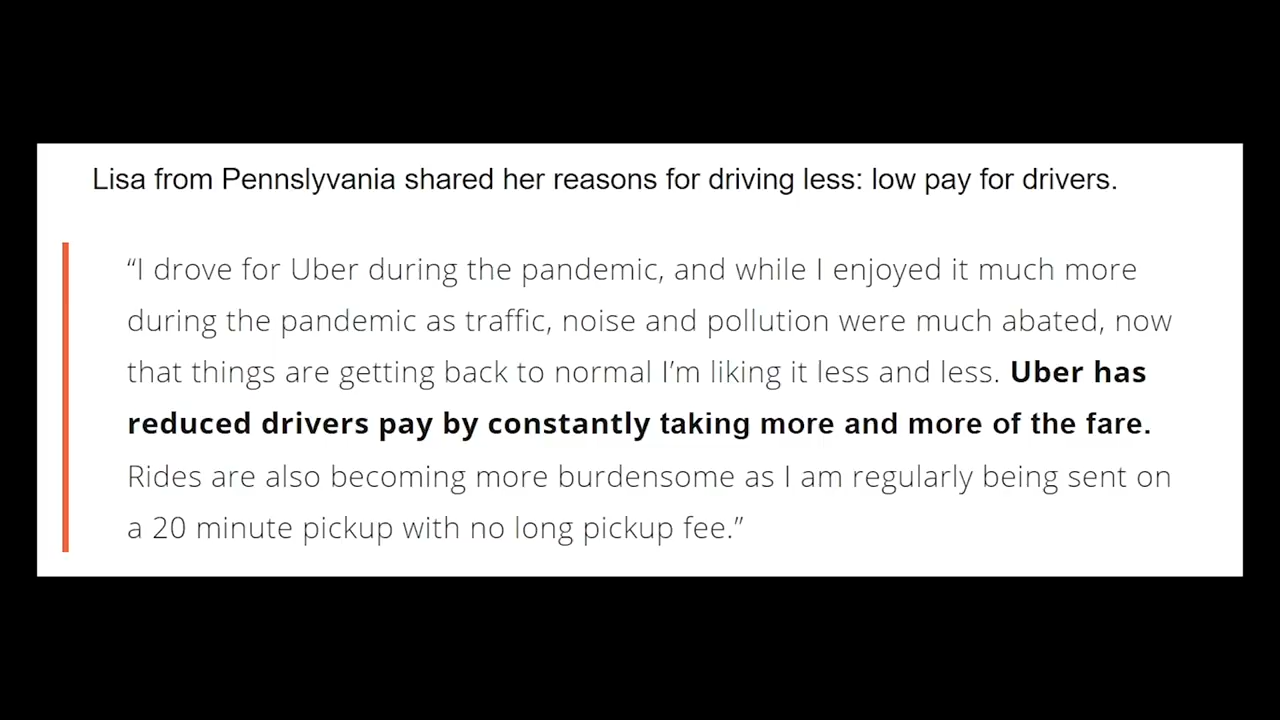 Lisa from Pennslyvania shared her reasons for driving less: low pay for drivers.
“I drove for Uber during the pandemic, and while I enjoyed it much more
during the pandemic as traffic, noise and pollution were much abated, now
that things are getting back to normal I’m liking it less and less. Uber has
reduced drivers pay by constantly taking more and more of the fare.
Rides are also becoming more burdensome as I am regularly being sent on
a 20 minute pickup with no long pickup fee.”